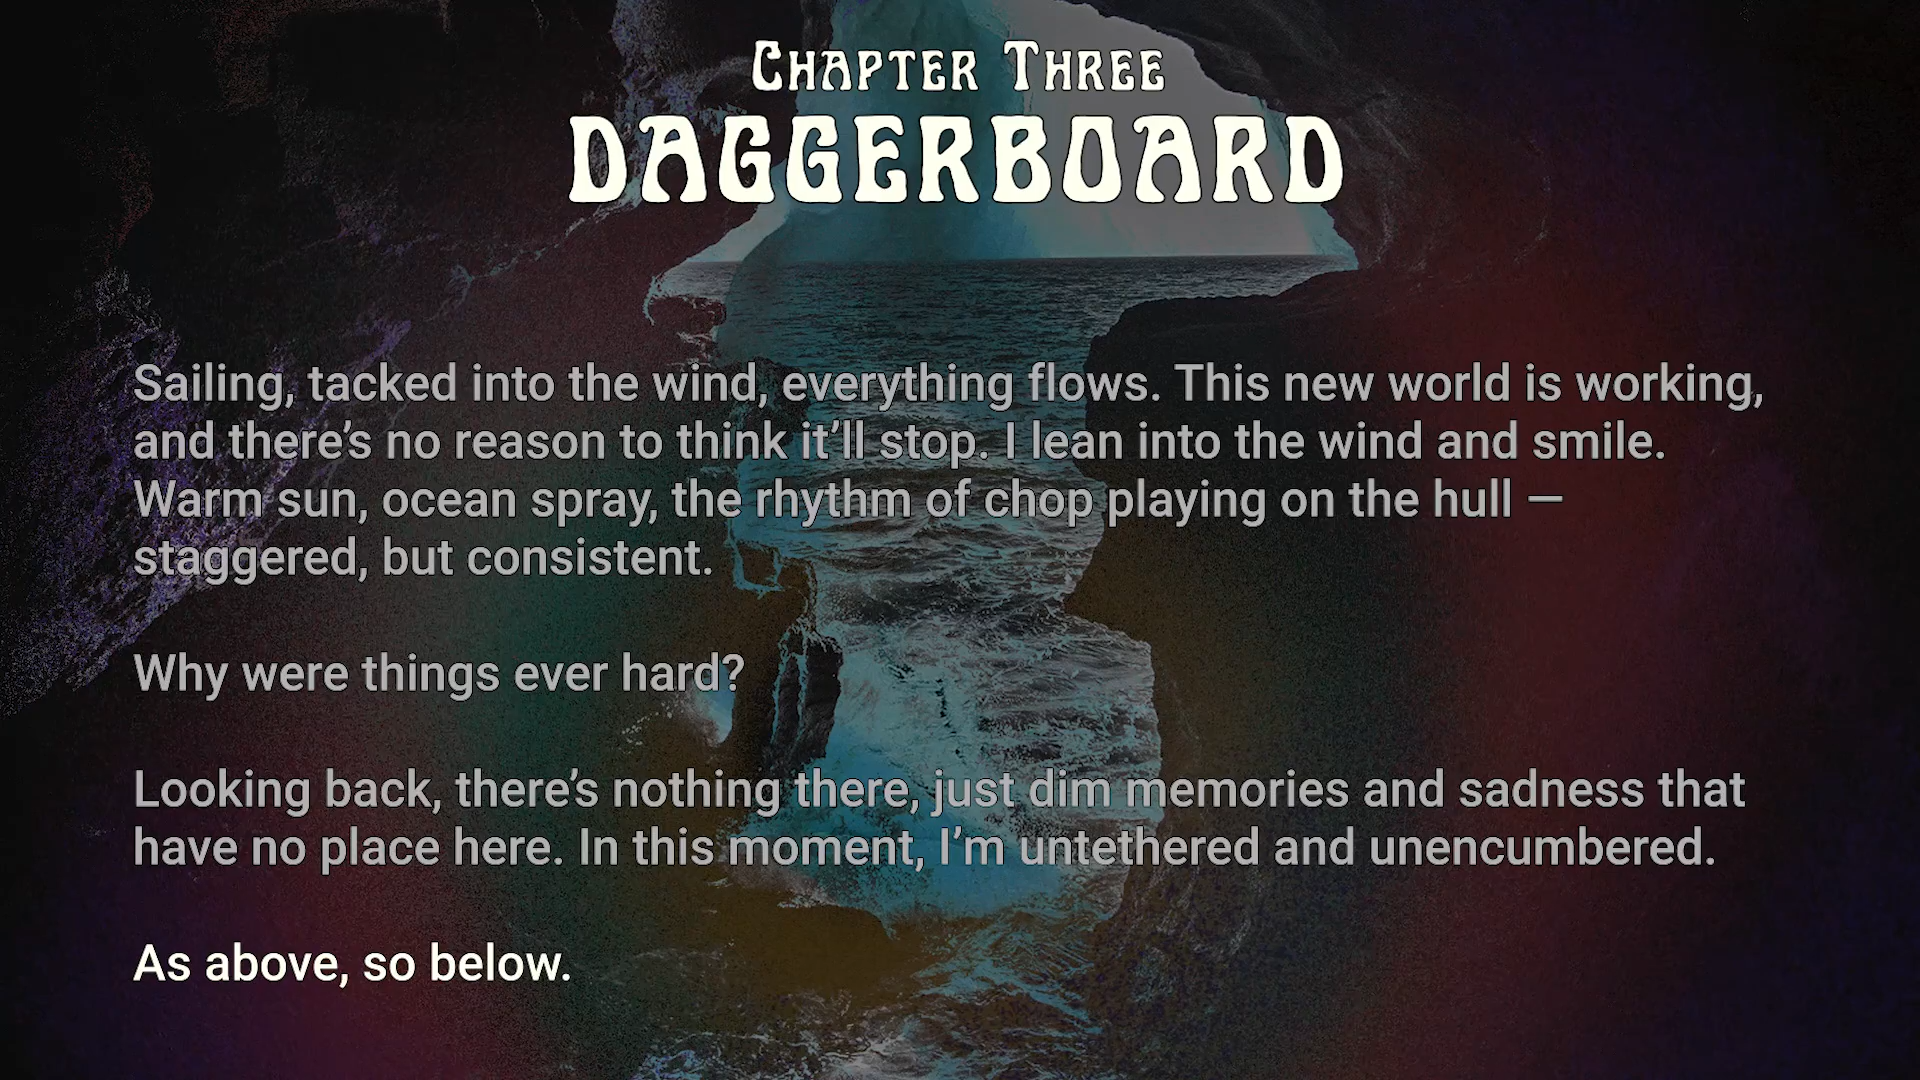 Chapter Three
DAGGERBOARD
Sailing, tacked into the wind, everything flows. This new world is working,
and there’s no reason to think it’ll stop. I lean into the wind and smile.
Warm sun, ocean spray, the rhythm of chop playing on the hull —
staggered, but consistent.
Why were things ever hard?
Looking back, there’s nothing there, just dim memories and sadness that
have no place here. In this moment, I’m untethered and unencumbered.
As above, so below.